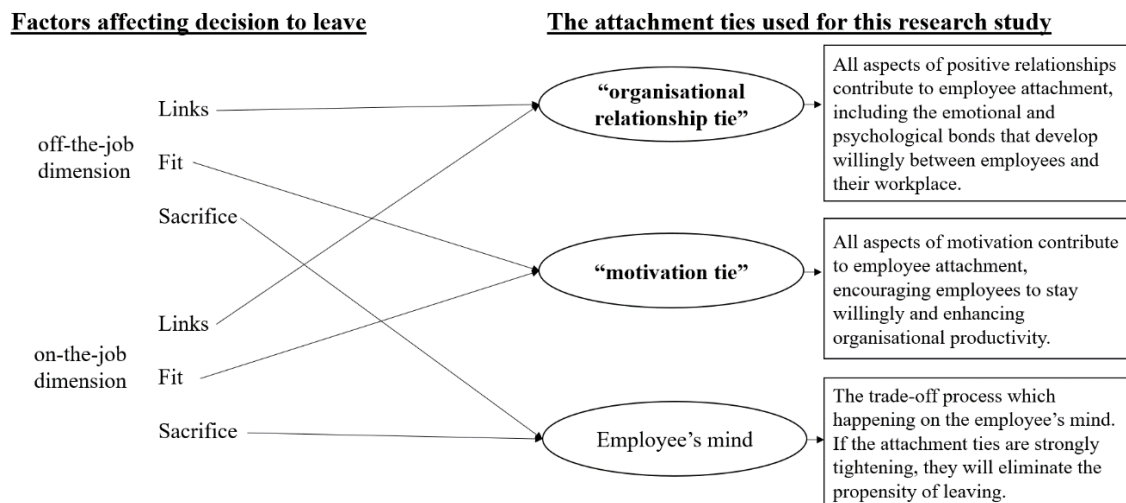 Factors affecting decision to leave
The attachment ties used for this research study
off-the-job
dimension
Links
Fit
Sacrifice
on-the-job
dimension
Links
Fit
Sacrifice
“organisational
relationship tie”
All aspects of positive relationships
contribute to employee attachment,
including the emotional and
psychological bonds that develop
willingly between employees and
their workplace.
“motivation tie”
All aspects of motivation contribute
to employee attachment,
encouraging employees to stay
willingly and enhancing
organisational productivity.
Employee’s mind
The trade-off process which
happening on the employee’s mind.
If the attachment ties are strongly
tightening, they will eliminate the
propensity of leaving.